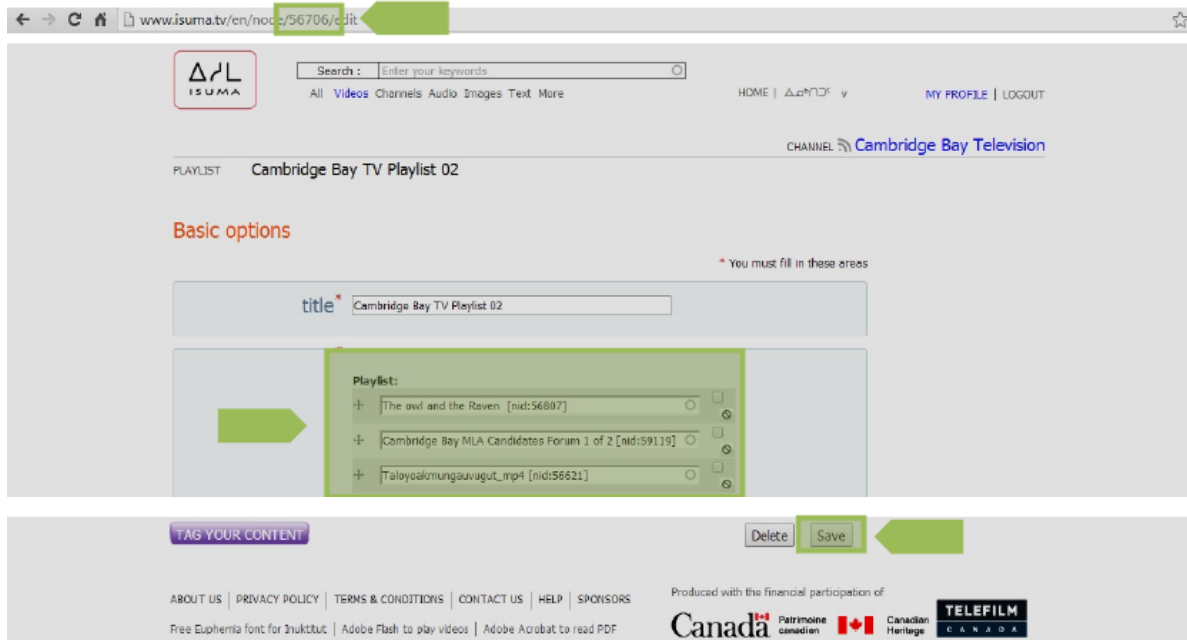 www.isuma.tv/en/node/56706/edit
ᐃᓱᒪ
ISUMA
Search : Enter your keywords
All Videos Channels Audio Images Text More
HOME | ᐃᓄᒃᑎᑐᑦ v
MY PROFILE | LOGOUT
CHANNEL Cambridge Bay Television
PLAYLIST Cambridge Bay TV Playlist 02
Basic options
* You must fill in these areas
title* Cambridge Bay TV Playlist 02
*
Playlist:
The owl and the Raven [nid:56807]
Cambridge Bay MLA Candidates Forum 1 of 2 [nid:59119]
Taloyoakmungauvugut_mp4 [nid:56621]
TAG YOUR CONTENT
Delete Save
ABOUT US | PRIVACY POLICY | TERMS & CONDITIONS | CONTACT US | HELP | SPONSORS
Produced with the financial participation of
Free Euphemia font for Inuktitut | Adobe Flash to play videos | Adobe Acrobat to read PDF
Canada Patrimoine canadien Canadian Heritage TELEFILM CANADA